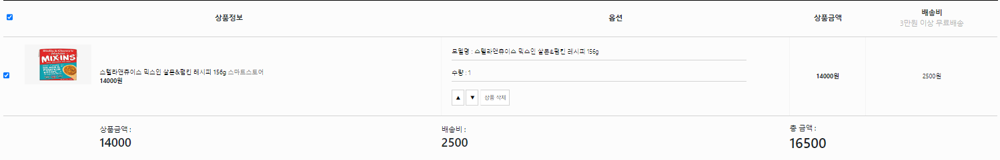 상품정보
옵션
상품금액
배송비
3만원 이상 무료배송
Stella & Chewy's
MIX-INS
스텔라앤츄이스 믹스인 살몬&펌킨 레시피 156g 스마트스토어
14000원
모델명 : 스텔라앤츄이스 믹스인 살몬&펌킨 레시피 156g
수량 : 1
▲ ▼ 상품 삭제
14000원
2500원
상품금액 :
14000
배송비 :
2500
총 금액 :
16500